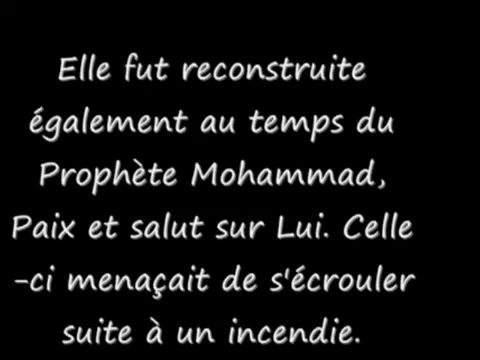 Elle fut reconstruite
également au temps du
Prophète Mohammad,
Paix et salut sur Lui. Celle
-ci menaçait de s'écrouler
suite à un incendie.